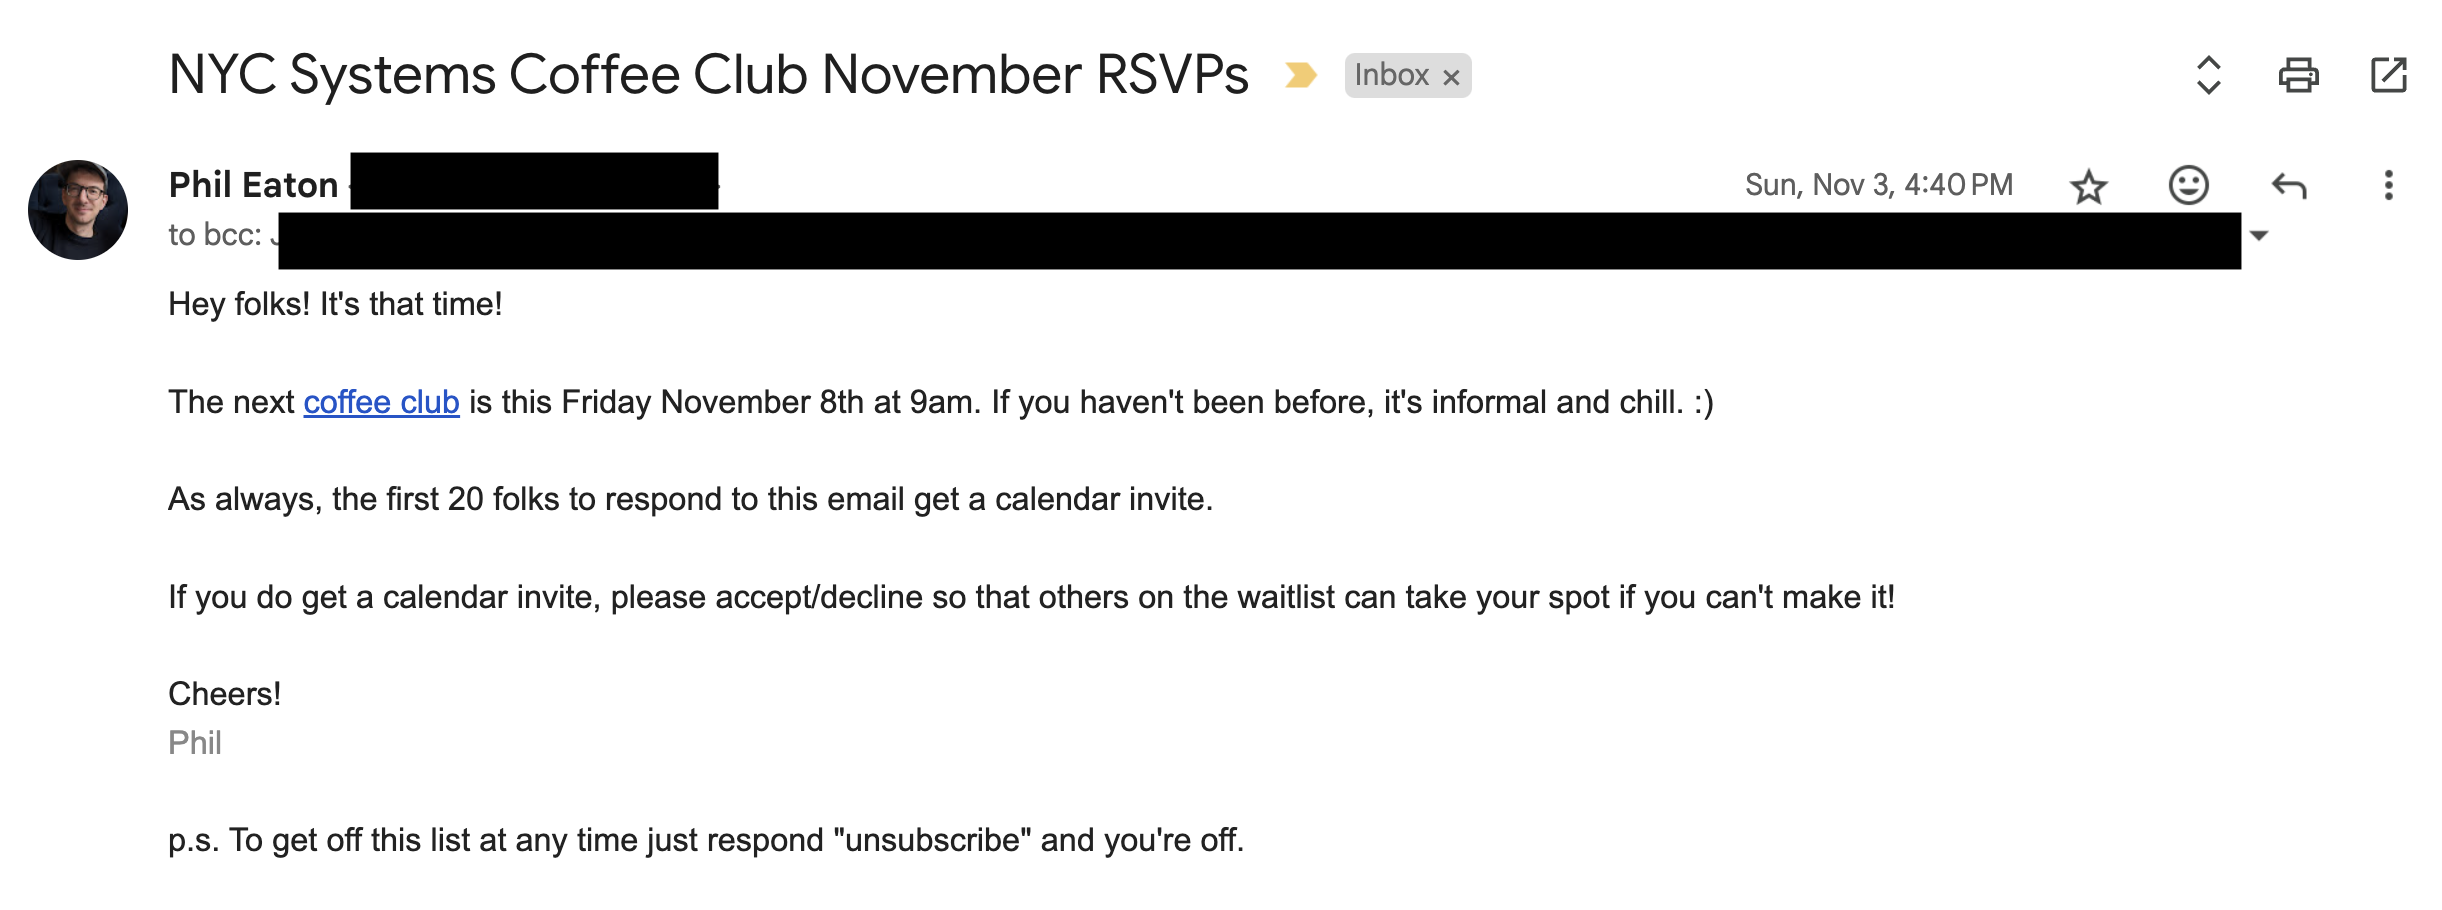 NYC Systems Coffee Club November RSVPs Inbox ×
Phil Eaton Sun, Nov 3, 4:40 PM
to bcc:
Hey folks! It's that time!
The next coffee club is this Friday November 8th at 9am. If you haven't been before, it's informal and chill. :)
As always, the first 20 folks to respond to this email get a calendar invite.
If you do get a calendar invite, please accept/decline so that others on the waitlist can take your spot if you can't make it!
Cheers!
Phil
p.s. To get off this list at any time just respond "unsubscribe" and you're off.